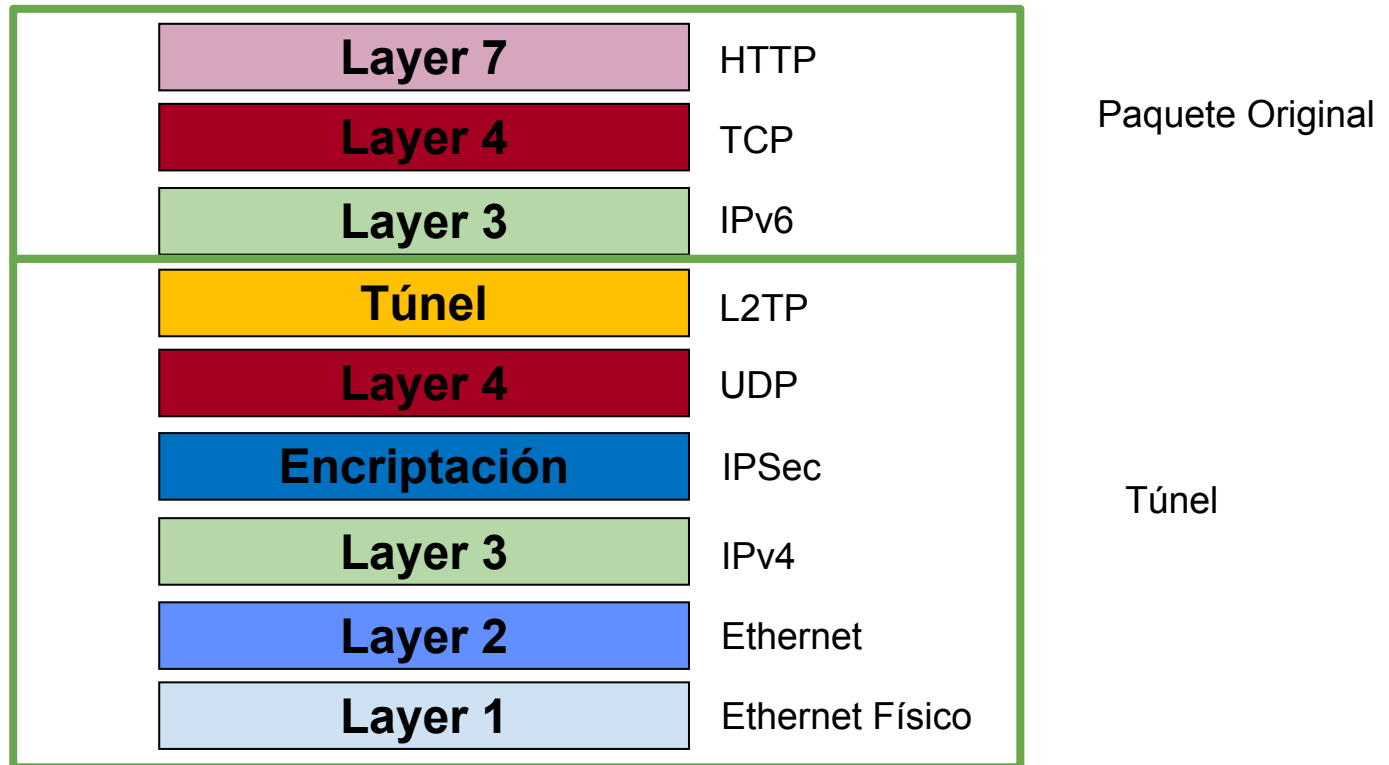 Layer 7 HTTP
Layer 4 TCP
Paquete Original
Layer 3 IPv6
Túnel L2TP
Layer 4 UDP
Encriptación IPSec
Túnel
Layer 3 IPv4
Layer 2 Ethernet
Layer 1 Ethernet Físico